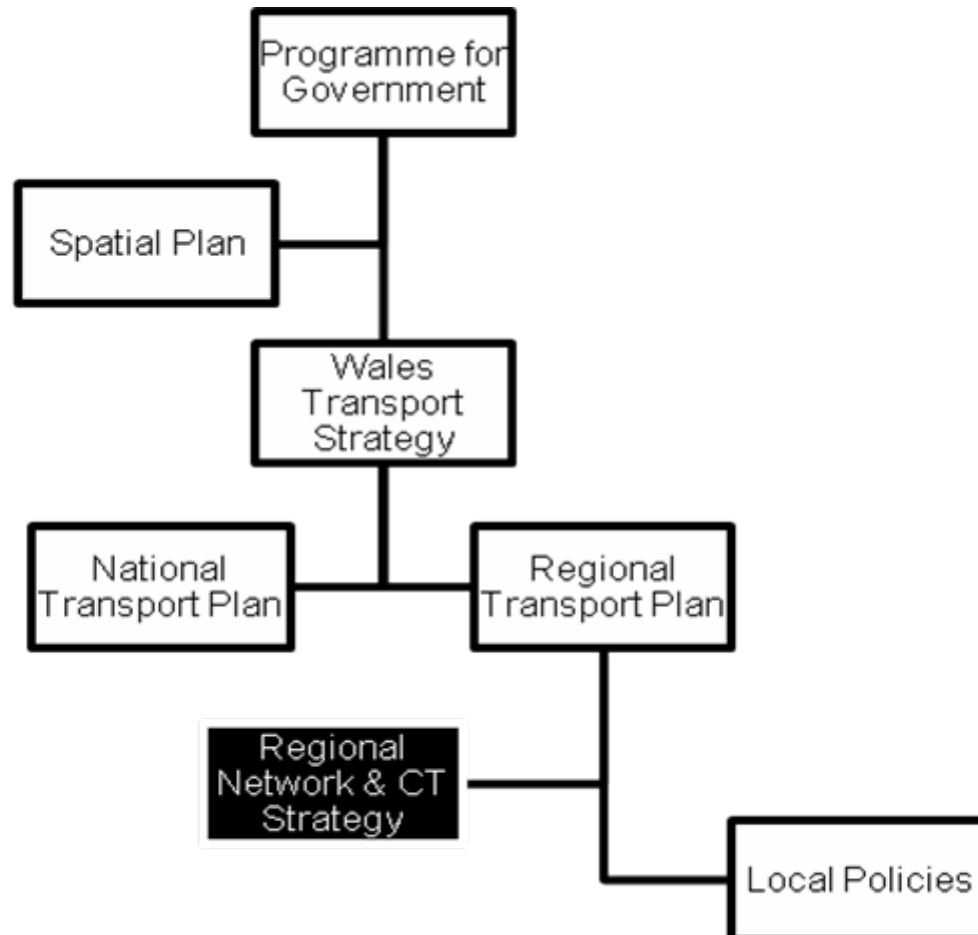 Programme for
Government
Spatial Plan
Wales
Transport
Strategy
National
Transport Plan
Regional
Transport Plan
Regional
Network & CT
Strategy
Local Policies